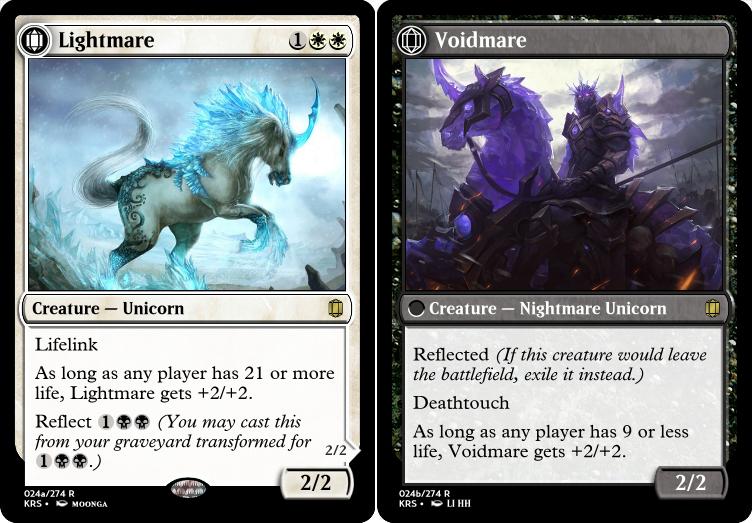 Lightmare 1
Creature — Unicorn
Lifelink
As long as any player has 21 or more
life, Lightmare gets +2/+2.
Reflect 1 (You may cast this
from your graveyard transformed for
1 .)
2/2
2/2
024a/274 R
KRS • MOONGA
Voidmare
Creature — Nightmare Unicorn
Reflected (If this creature would leave
the battlefield, exile it instead.)
Deathtouch
As long as any player has 9 or less
life, Voidmare gets +2/+2.
2/2
024b/274 R
KRS • LI HH